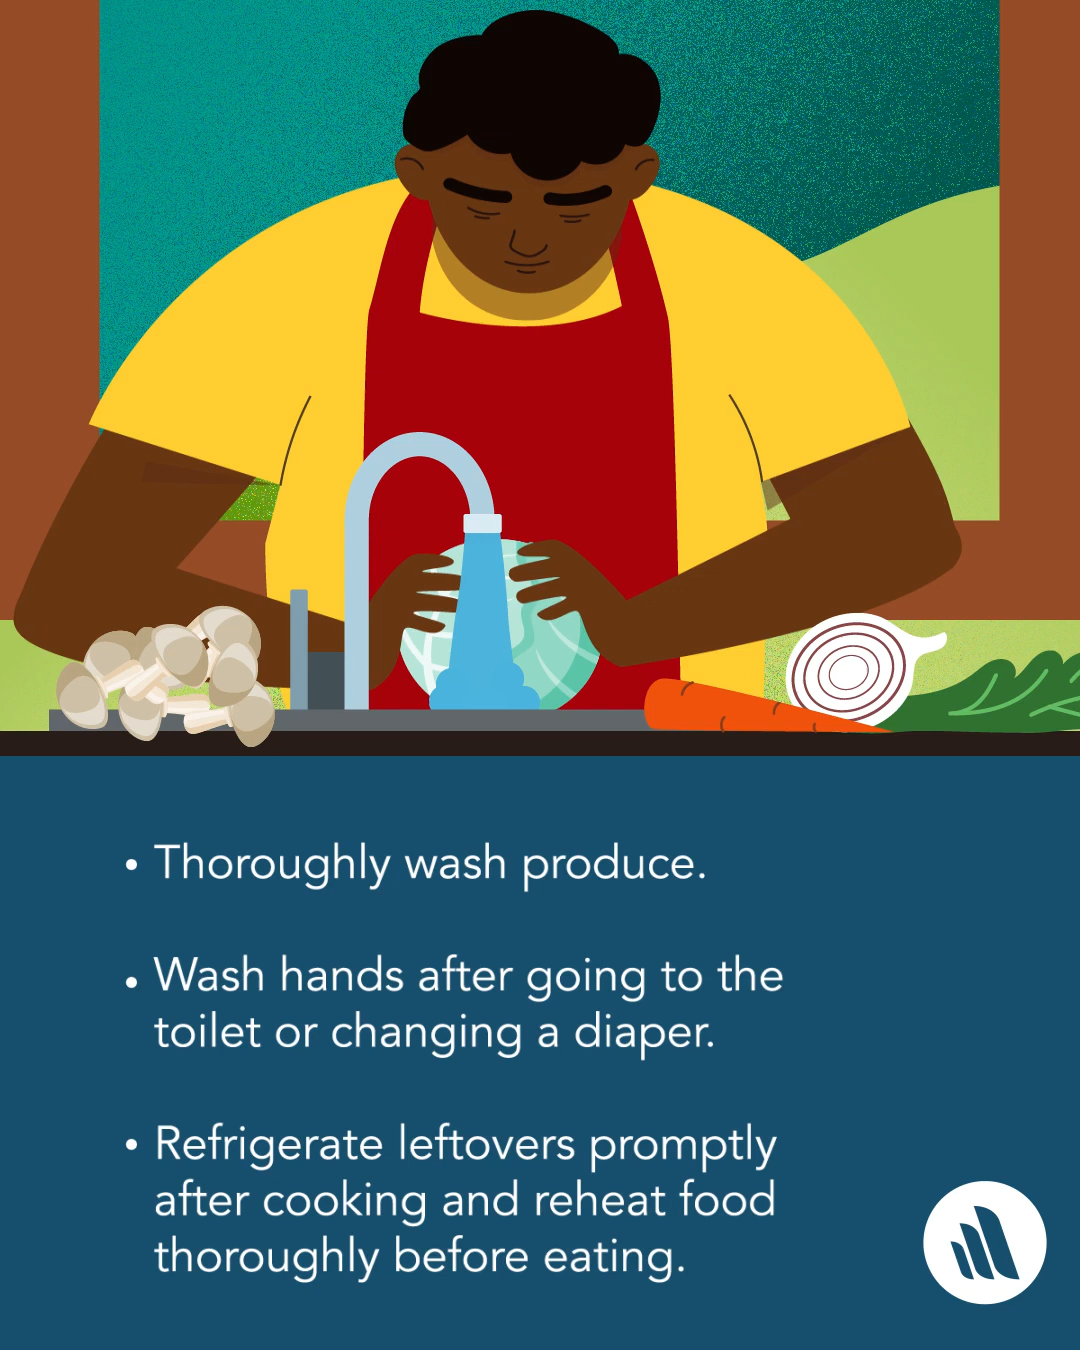 • Thoroughly wash produce.
• Wash hands after going to the
toilet or changing a diaper.
• Refrigerate leftovers promptly
after cooking and reheat food
thoroughly before eating.